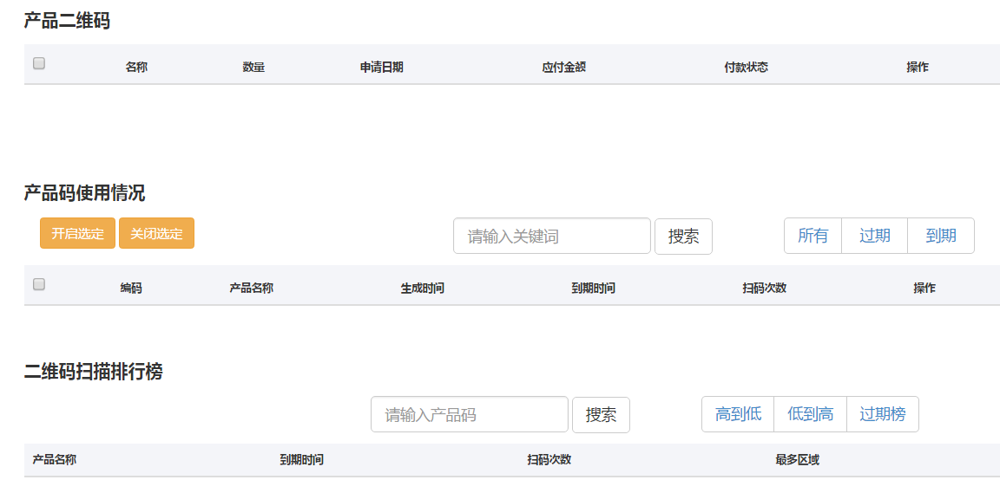 产品二维码
名称 数量 申请日期 应付金额 付款状态 操作
产品码使用情况
开启选定 关闭选定 请输入关键词 搜索 所有 过期 到期
编码 产品名称 生成时间 到期时间 扫码次数 操作
二维码扫描排行榜
请输入产品码 搜索 高到低 低到高 过期榜
产品名称 到期时间 扫码次数 最多区域